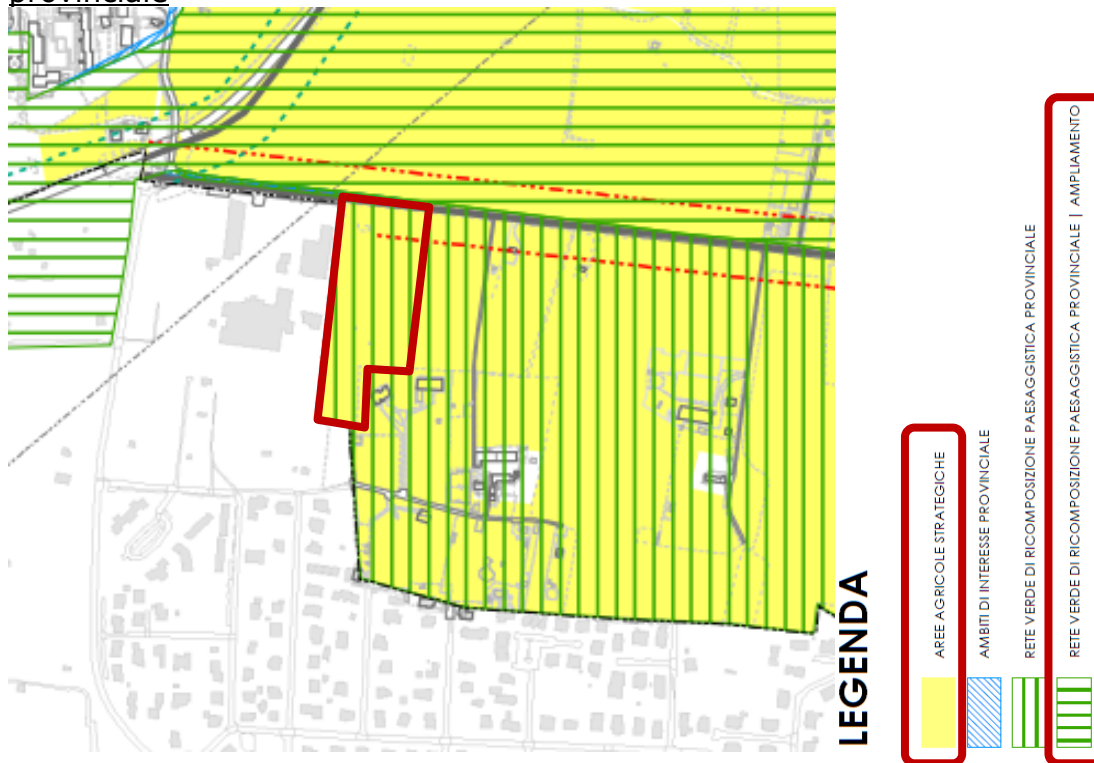 provinciale
LEGENDA
AREE AGRICOLE STRATEGICHE
AMBITI DI INTERESSE PROVINCIALE
RETE VERDE DI RICOMPOSIZIONE PAESAGGISTICA PROVINCIALE
RETE VERDE DI RICOMPOSIZIONE PAESAGGISTICA PROVINCIALE | AMPLIAMENTO